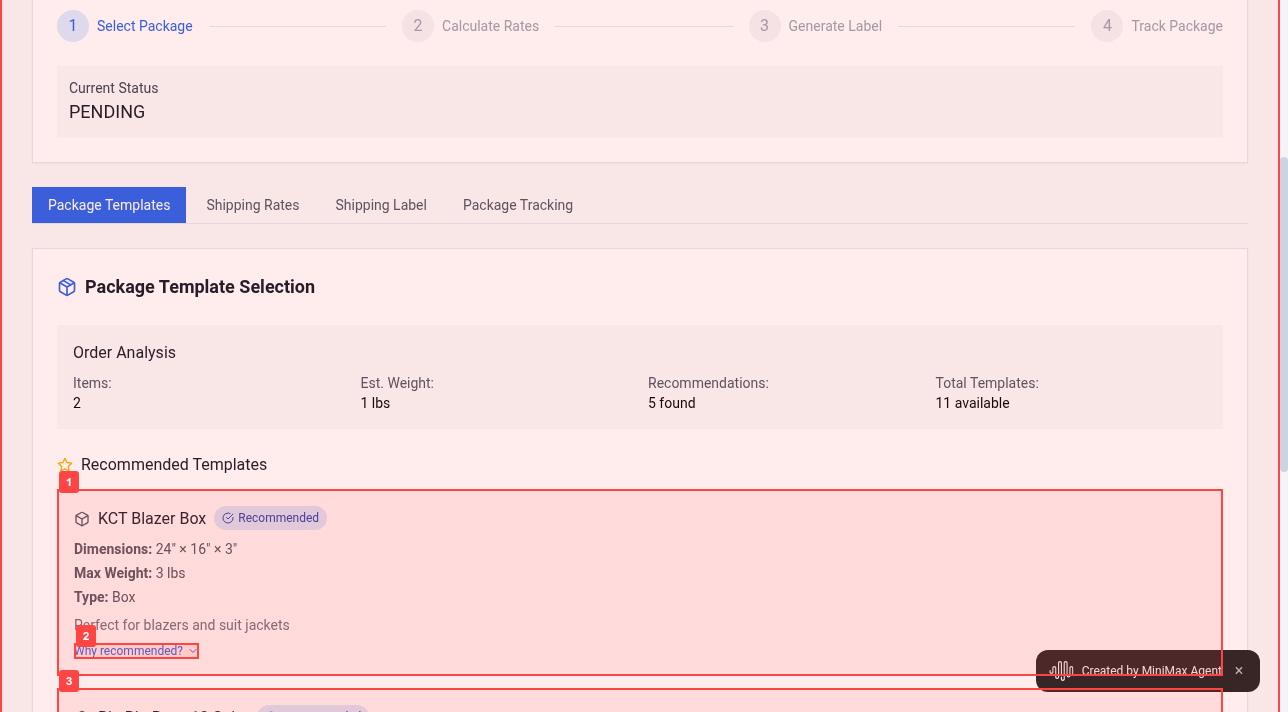 1 Select Package 2 Calculate Rates 3 Generate Label 4 Track Package
Current Status
PENDING
Package Templates Shipping Rates Shipping Label Package Tracking
Package Template Selection
Order Analysis
Items: Est. Weight: Recommendations: Total Templates:
2 1 lbs 5 found 11 available
Recommended Templates
1
KCT Blazer Box Recommended
Dimensions: 24" × 16" × 3"
Max Weight: 3 lbs
Type: Box
Perfect for blazers and suit jackets
2
Why recommended?
Created by MiniMax Agent ×
3